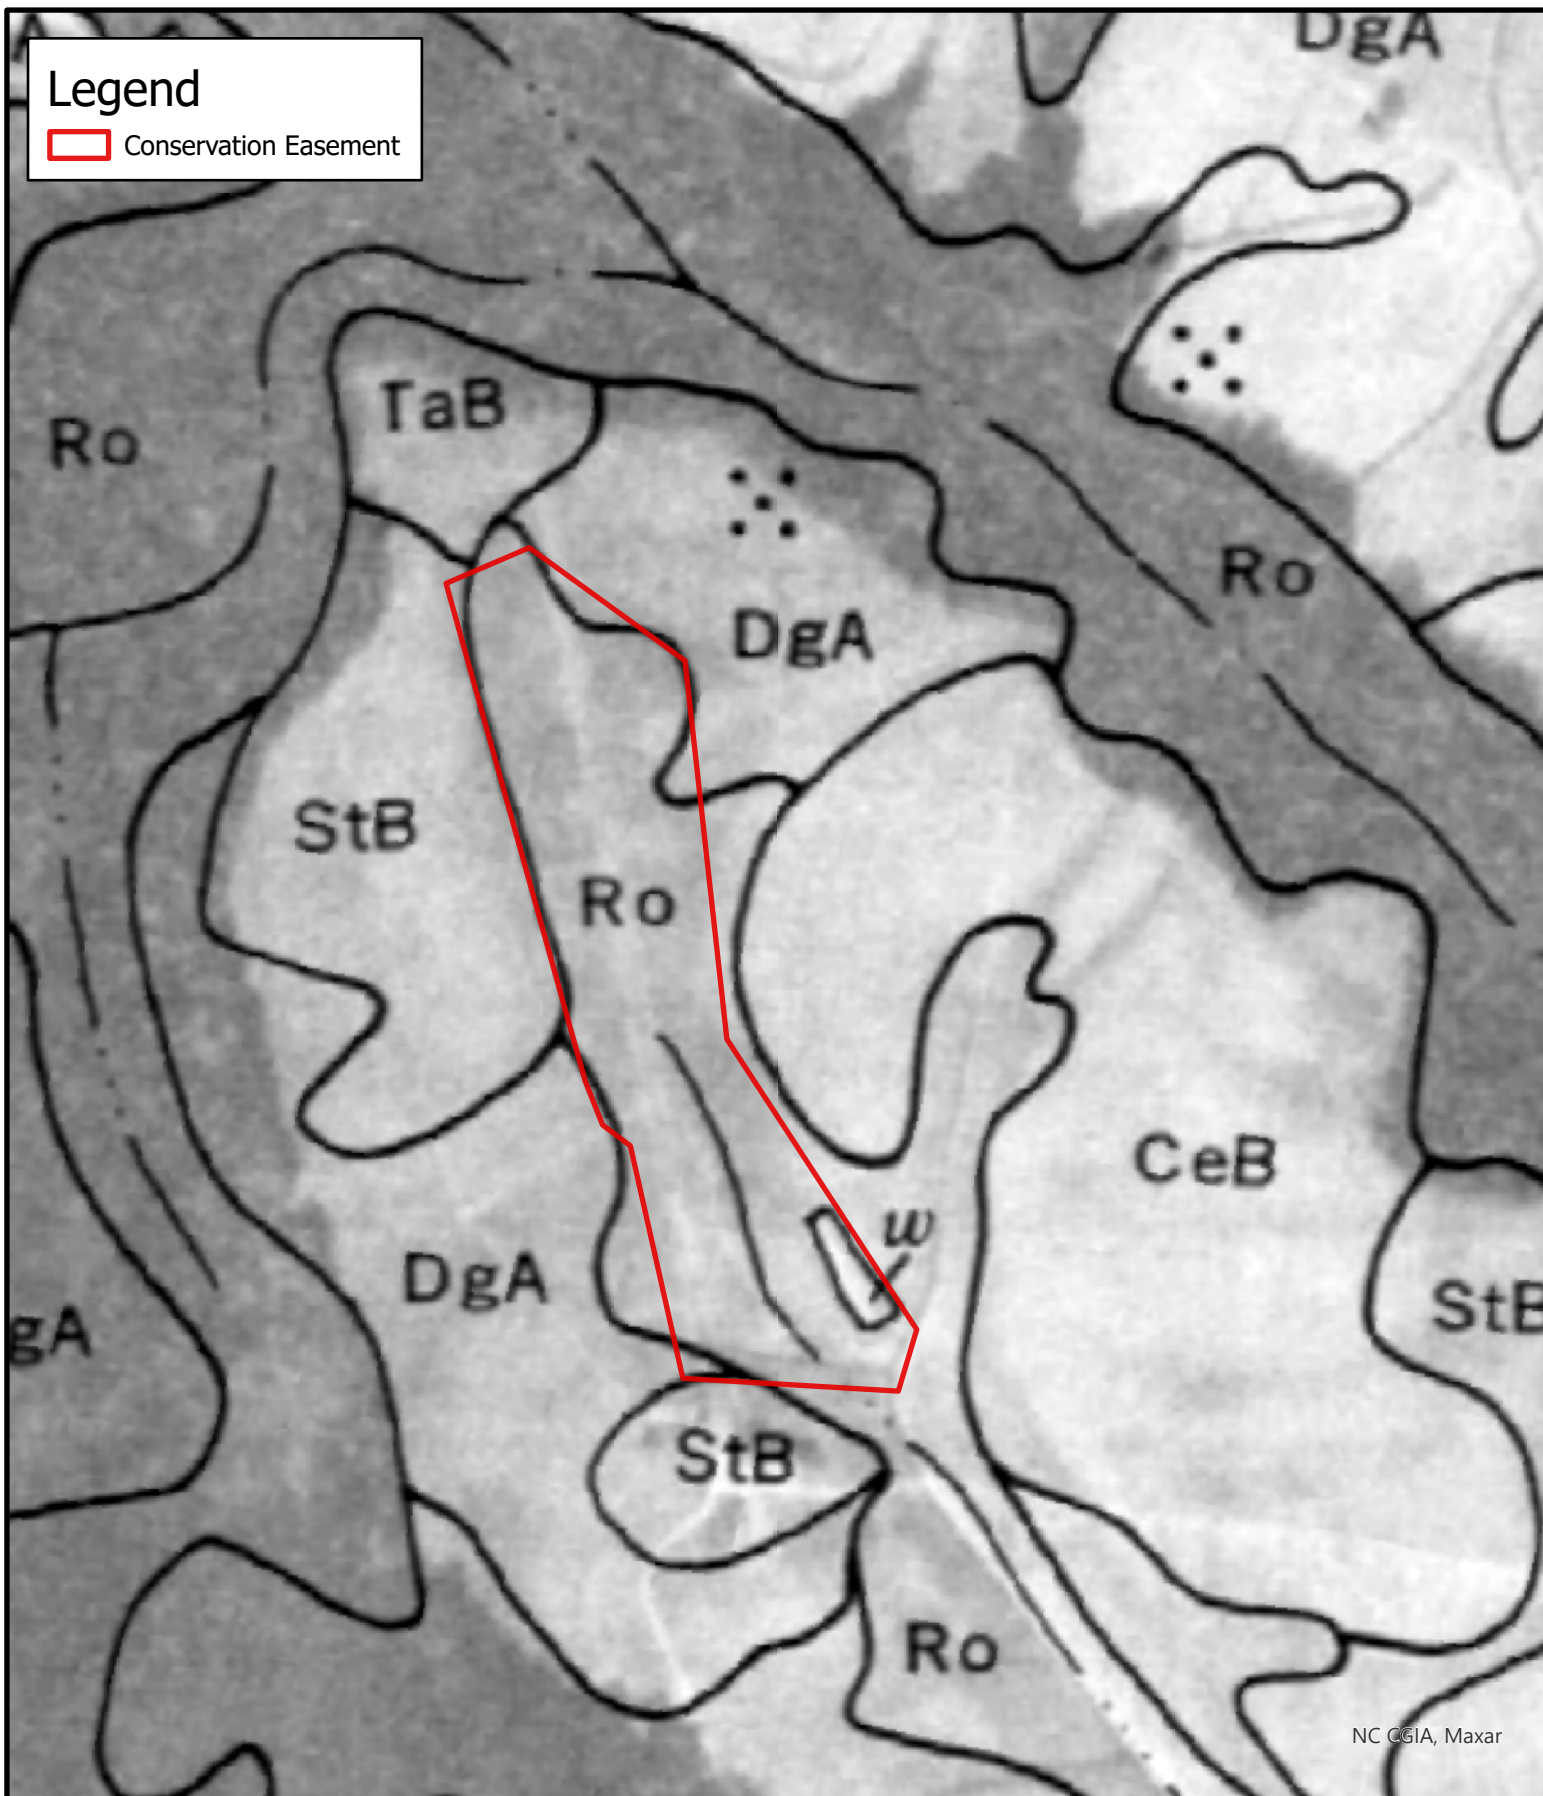 DgA
Legend
Conservation Easement
TaB
Ro
Ro
DgA
StB
Ro
CeB
w
DgA
StB
gA
StB
Ro
NC CGIA, Maxar